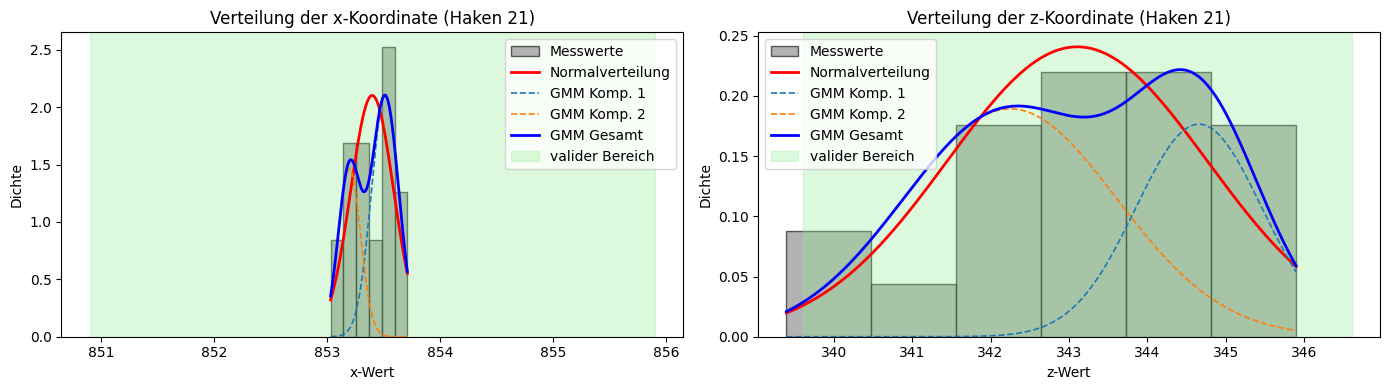 Verteilung der x-Koordinate (Haken 21)
2.5
2.0
1.5
1.0
0.5
0.0
Dichte
Messwerte
Normalverteilung
GMM Komp. 1
GMM Komp. 2
GMM Gesamt
valider Bereich
851 852 853 854 855 856
x-Wert
Verteilung der z-Koordinate (Haken 21)
0.25
0.20
0.15
0.10
0.05
0.00
Dichte
Messwerte
Normalverteilung
GMM Komp. 1
GMM Komp. 2
GMM Gesamt
valider Bereich
340 341 342 343 344 345 346
z-Wert